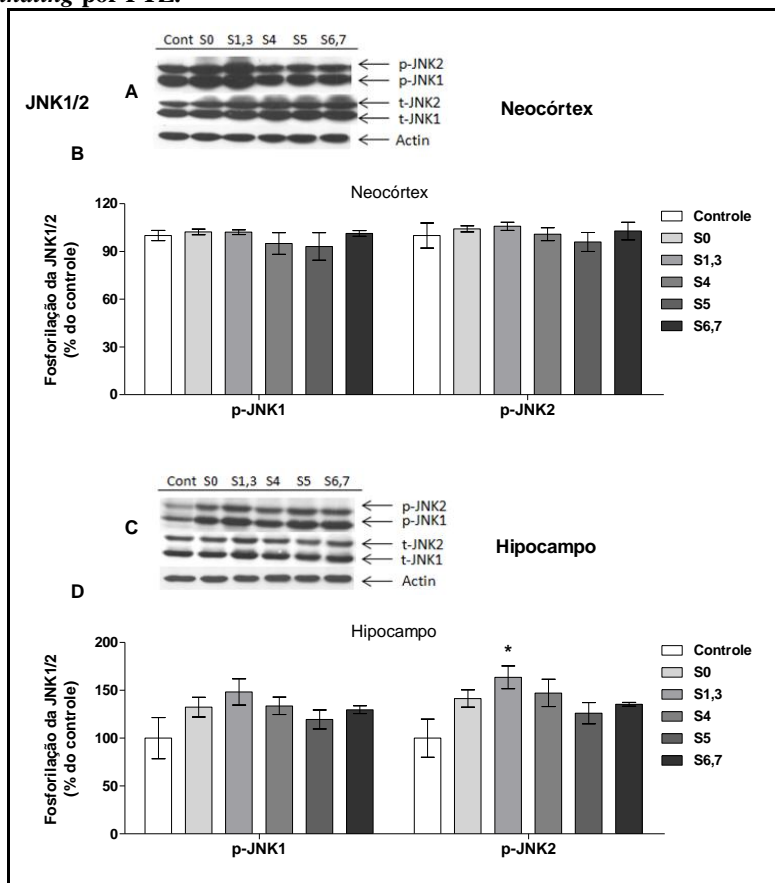 por PTZ.
Cont S0 S1,3 S4 S5 S6,7
p-JNK2
p-JNK1
JNK1/2
A
t-JNK2
t-JNK1
Neocórtex
Actin
B
Neocórtex
Fosforilação da JNK1/2
(% do controle)
120
90
60
30
0
p-JNK1
p-JNK2
Controle
S0
S1,3
S4
S5
S6,7
Cont S0 S1,3 S4 S5 S6,7
p-JNK2
p-JNK1
C
t-JNK2
t-JNK1
Hipocampo
Actin
D
Hipocampo
Fosforilação da JNK1/2
(% do controle)
200
150
100
50
0
*
p-JNK1
p-JNK2
Controle
S0
S1,3
S4
S5
S6,7